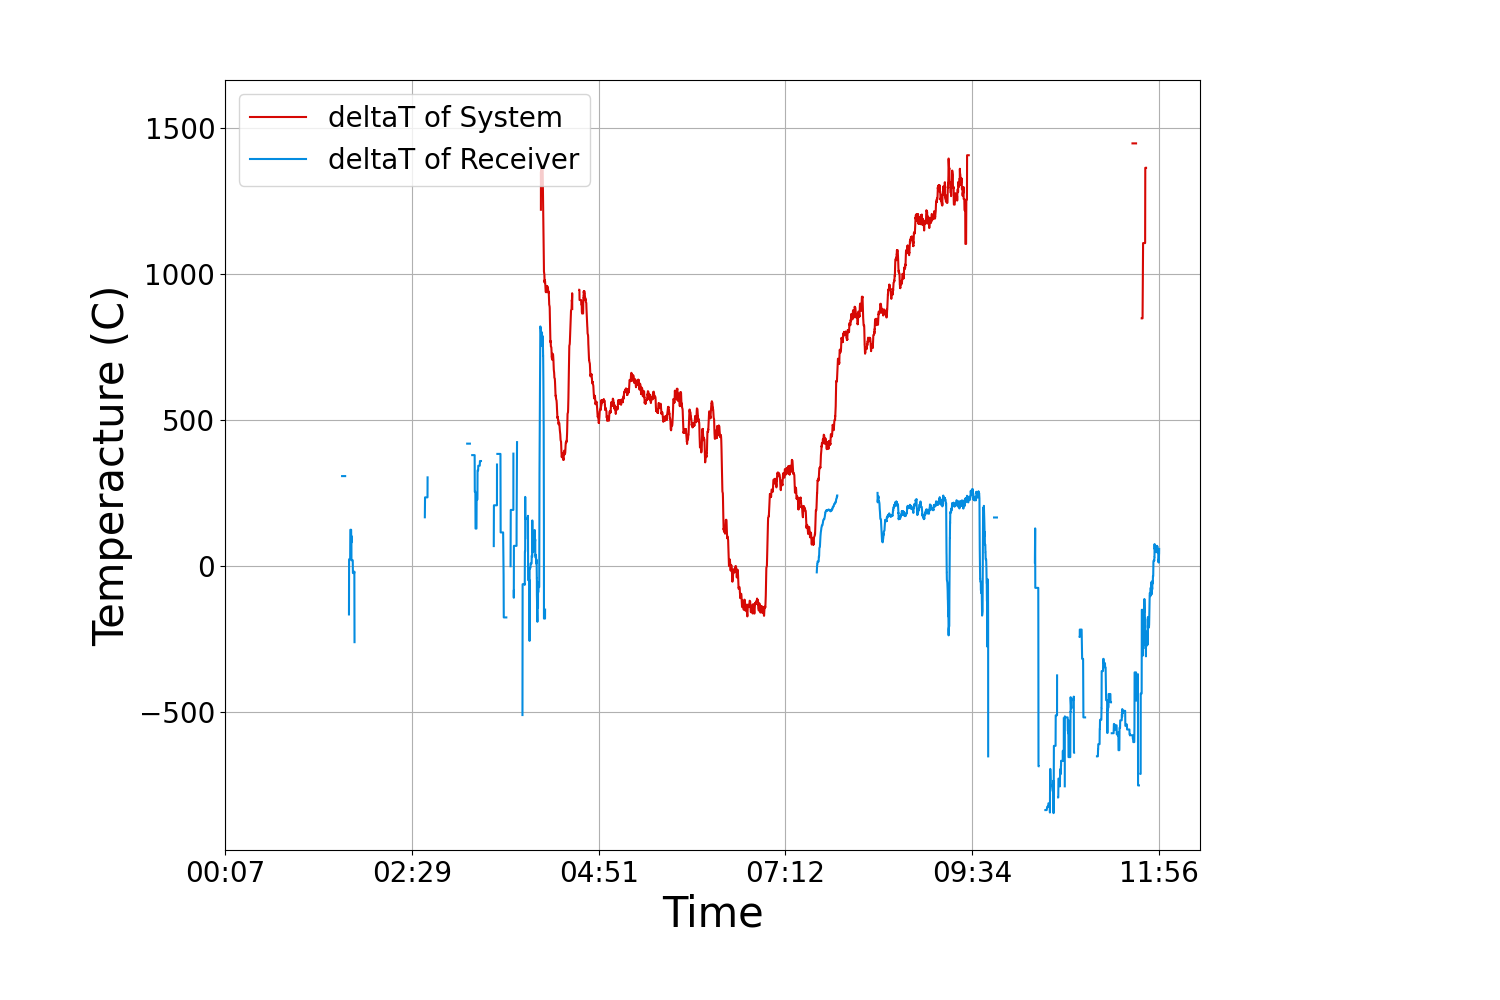 deltaT of System
deltaT of Receiver
1500
1000
500
0
−500
Temperacture (C)
00:07 02:29 04:51 07:12 09:34 11:56
Time